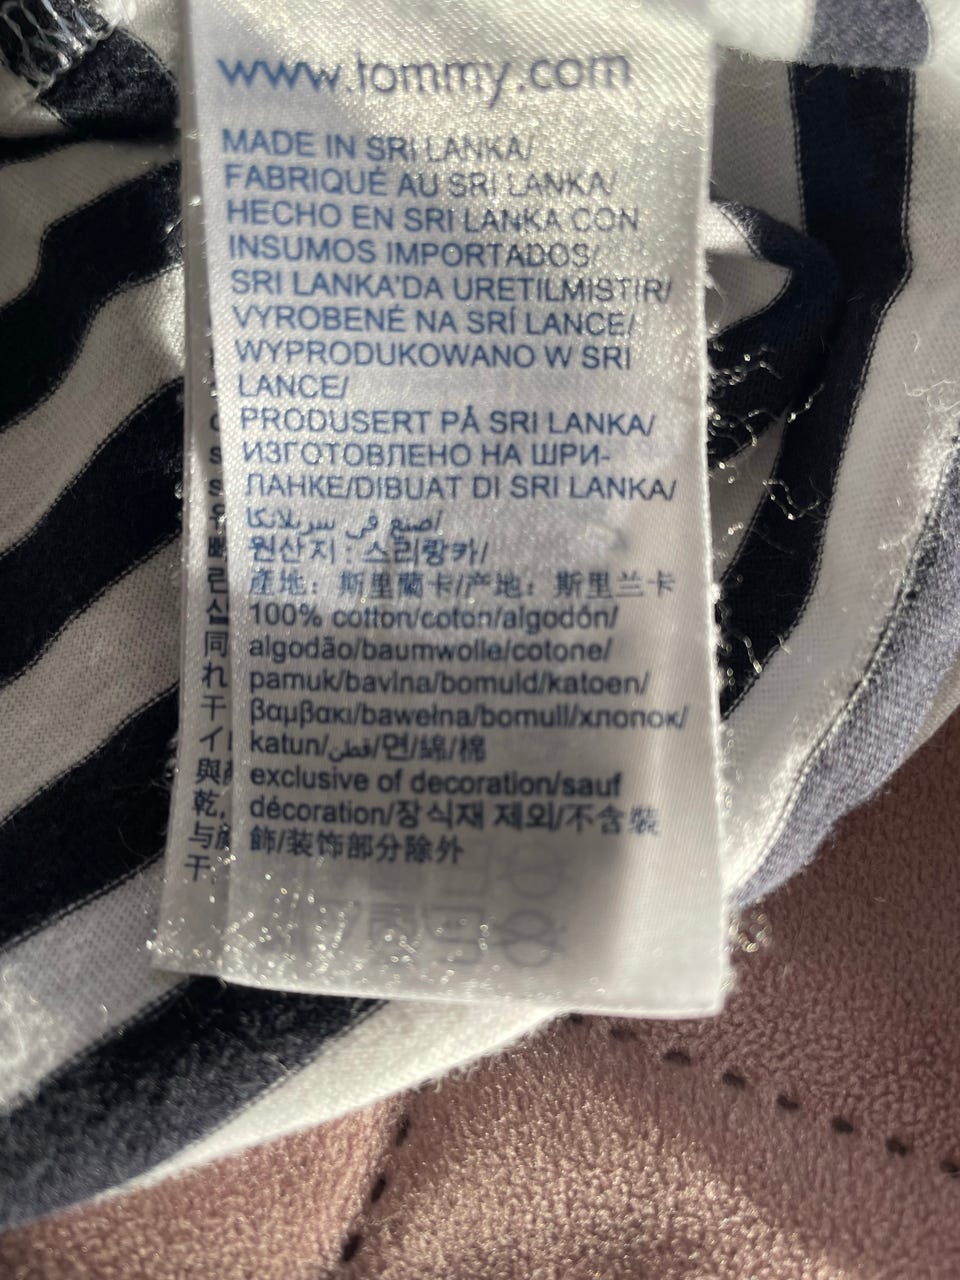 www.tommy.com
MADE IN SRI LANKA/
FABRIQUÉ AU SRI LANKA/
HECHO EN SRI LANKA CON
INSUMOS IMPORTADOS/
SRI LANKA'DA URETILMISTIR/
VYROBENÉ NA SRÍ LANCE/
WYPRODUKOWANO W SRI
LANCE/
PRODUSERT PÅ SRI LANKA/
ИЗГОТОВЛЕНО НА ШРИ-
ЛАНКЕ/DIBUAT DI SRI LANKA/
صنع في سريلانكا/
원산지 : 스리랑카/
產地：斯里蘭卡/产地：斯里兰卡
100% cotton/coton/algodón/
algodão/baumwolle/cotone/
pamuk/bavlna/bomuld/katoen/
βαμβακι/bawełna/bomull/хлопок/
katun/قطن/면/綿/棉
exclusive of decoration/sauf
décoration/장식재 제외/不含裝
飾/装饰部分除外